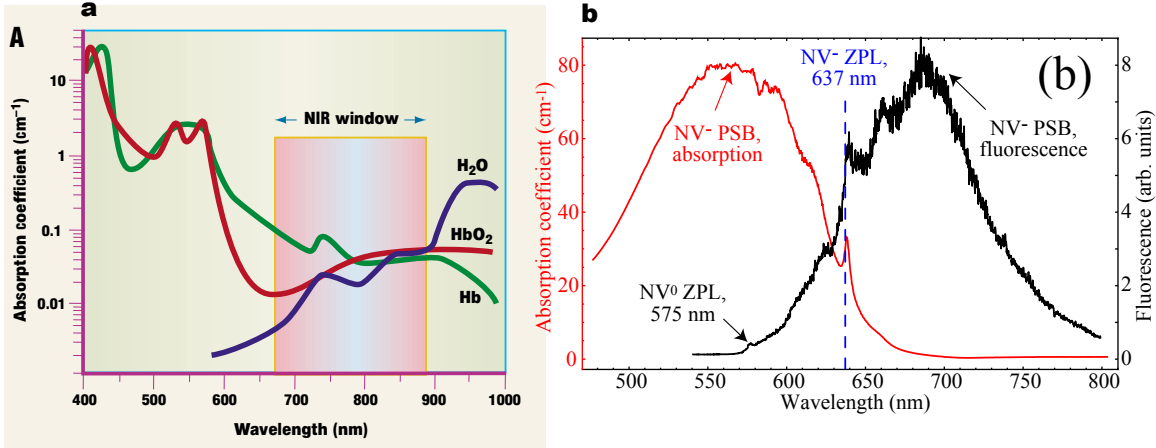 a
A
Absorption coefficient (cm⁻¹)
10
1
0.1
0.01
NIR window
H₂O
HbO₂
Hb
400 500 600 700 800 900 1000
Wavelength (nm)
b
(b)
Absorption coefficient (cm⁻¹)
80
60
40
20
0
NV⁻ ZPL,
637 nm
NV⁻ PSB,
absorption
NV⁻ PSB,
fluorescence
NV⁰ ZPL,
575 nm
8
6
4
2
0
Fluorescence (arb. units)
500 550 600 650 700 750 800
Wavelength (nm)